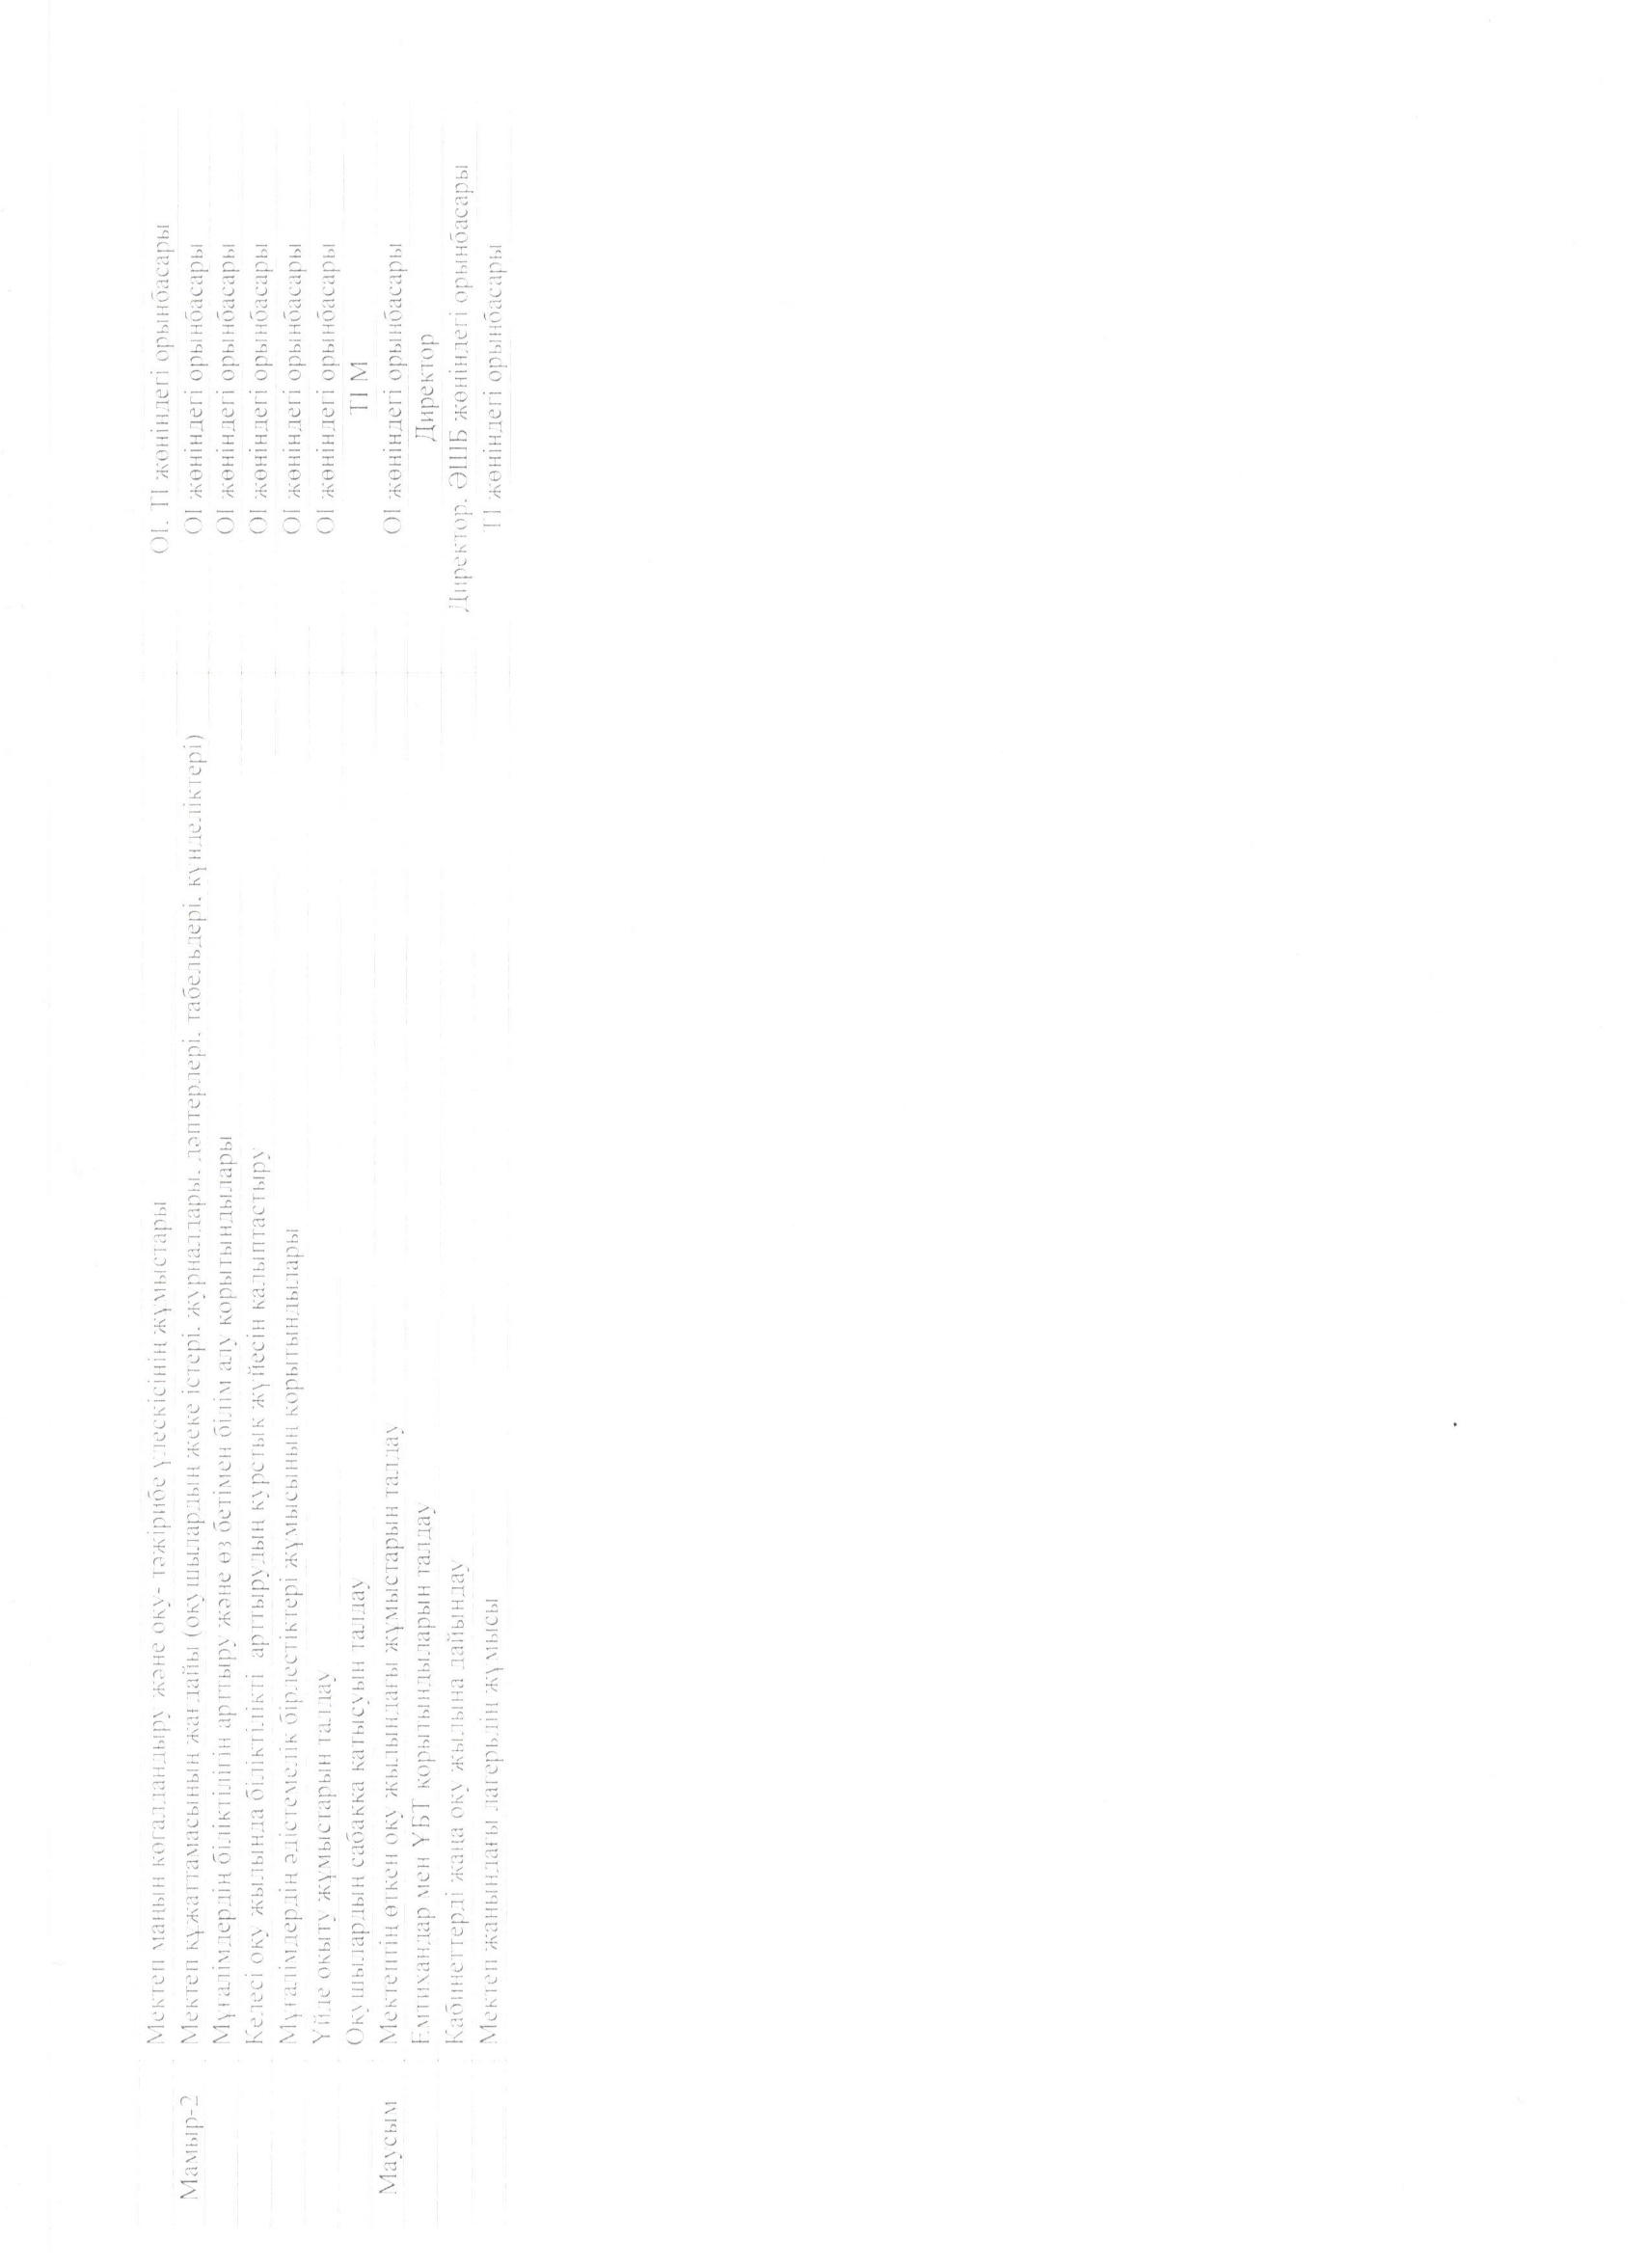 Мектеп маңын көгалландыру және оқу- тәжірибе үлескісінің жұмыстары ОІ, ТІ жөніндегі орынбасары
Мамыр-2 Мектеп құжаттамасының жағдайы (оқушылардың жеке істері, журналдары, дәптерлері, табельдері, күнделіктер) ОІ жөніндегі орынбасары
Мұғалімдердің біліктілігін арттыру және өз бетімен білім алу қорытындылары ОІ жөніндегі орынбасары
Келесі оқу жылында біліктілікті арттырудың курстық жүйесін қалыптастыру ОІ жөніндегі орынбасары
Мұғалімдердің әдістемелік бірлестіктері жұмысының қорытындылары ОІ жөніндегі орынбасары
Үйде оқыту жұмыстарын талдау ОІ жөніндегі орынбасары
Оқушылардың сабаққа қатысуын талдау ТІМ
Маусым Мектептің өткен оқу жылындағы жұмыстарын талдау ОІ жөніндегі орынбасары
Емтихандар мен ҰБТ қорытындыларын талдау Директор
Кабинеттерді жаңа оқу жылына дайындау Директор, ӘШБ жөніндегі орынбасары
Мектеп жанындағы лагерьдің жұмысы ТІ жөніндегі орынбасары